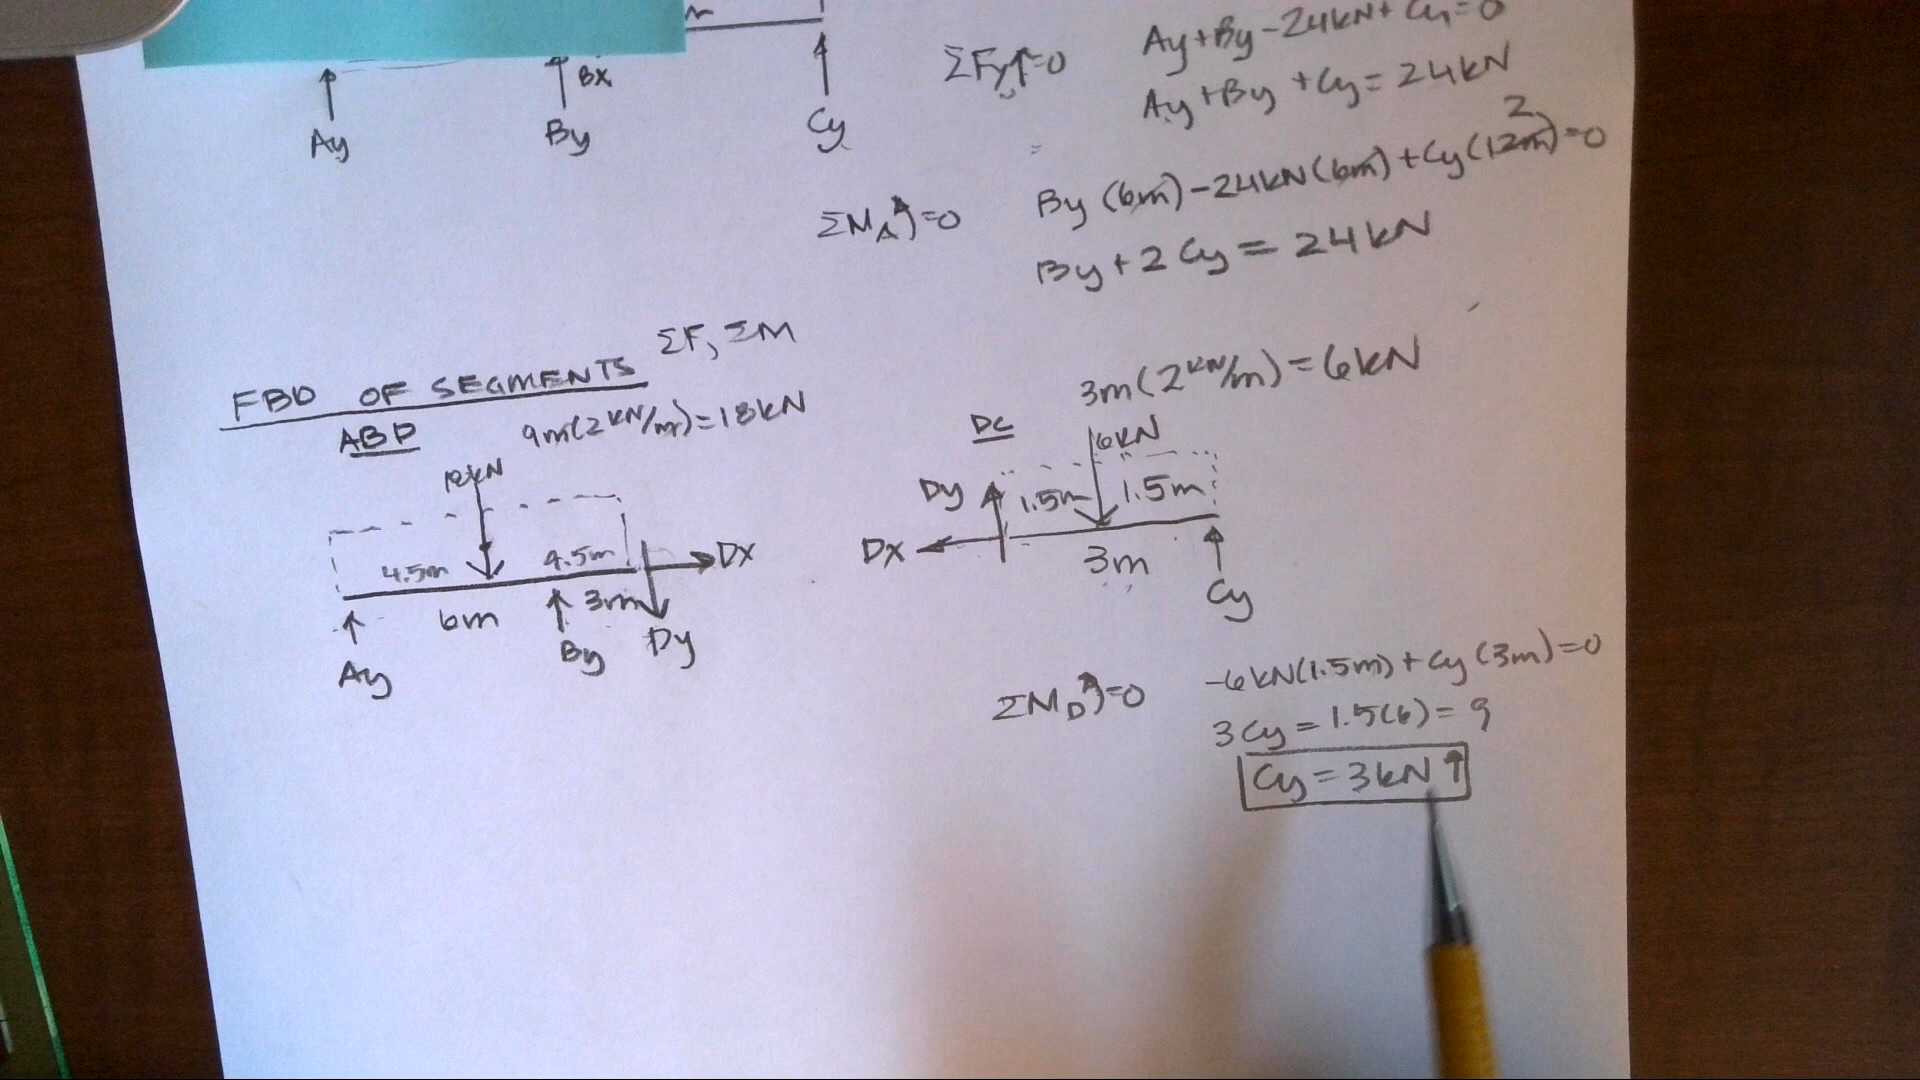 Ay+By-24kN+Cy=0
ΣFy↑=0
Ay+By+Cy=24kN
Bx
Ay
By
Cy
2
ΣMA=0
By(6m)-24kN(6m)+Cy(12m)=0
By+2Cy=24kN
FBD OF SEGMENTS ΣF, ΣM
ABD
9m(2kN/m)=18kN
18kN
4.5m
4.5m
Dx
6m
3m
Ay
By
Dy
3m(2kN/m)=6kN
DC
6kN
Dy
1.5m
1.5m
Dx
3m
Cy
ΣMD=0
-6kN(1.5m)+Cy(3m)=0
3Cy=1.5(6)=9
Cy=3kN↑